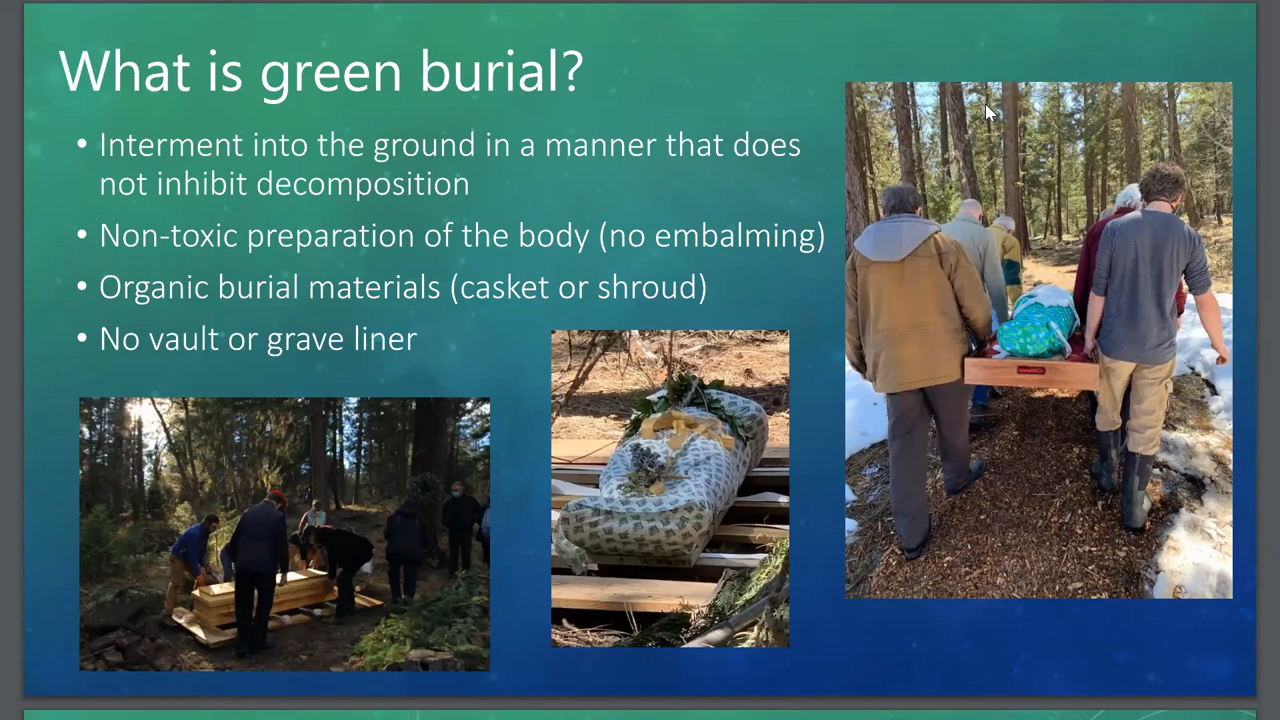 What is green burial?
• Interment into the ground in a manner that does
not inhibit decomposition
• Non-toxic preparation of the body (no embalming)
• Organic burial materials (casket or shroud)
• No vault or grave liner